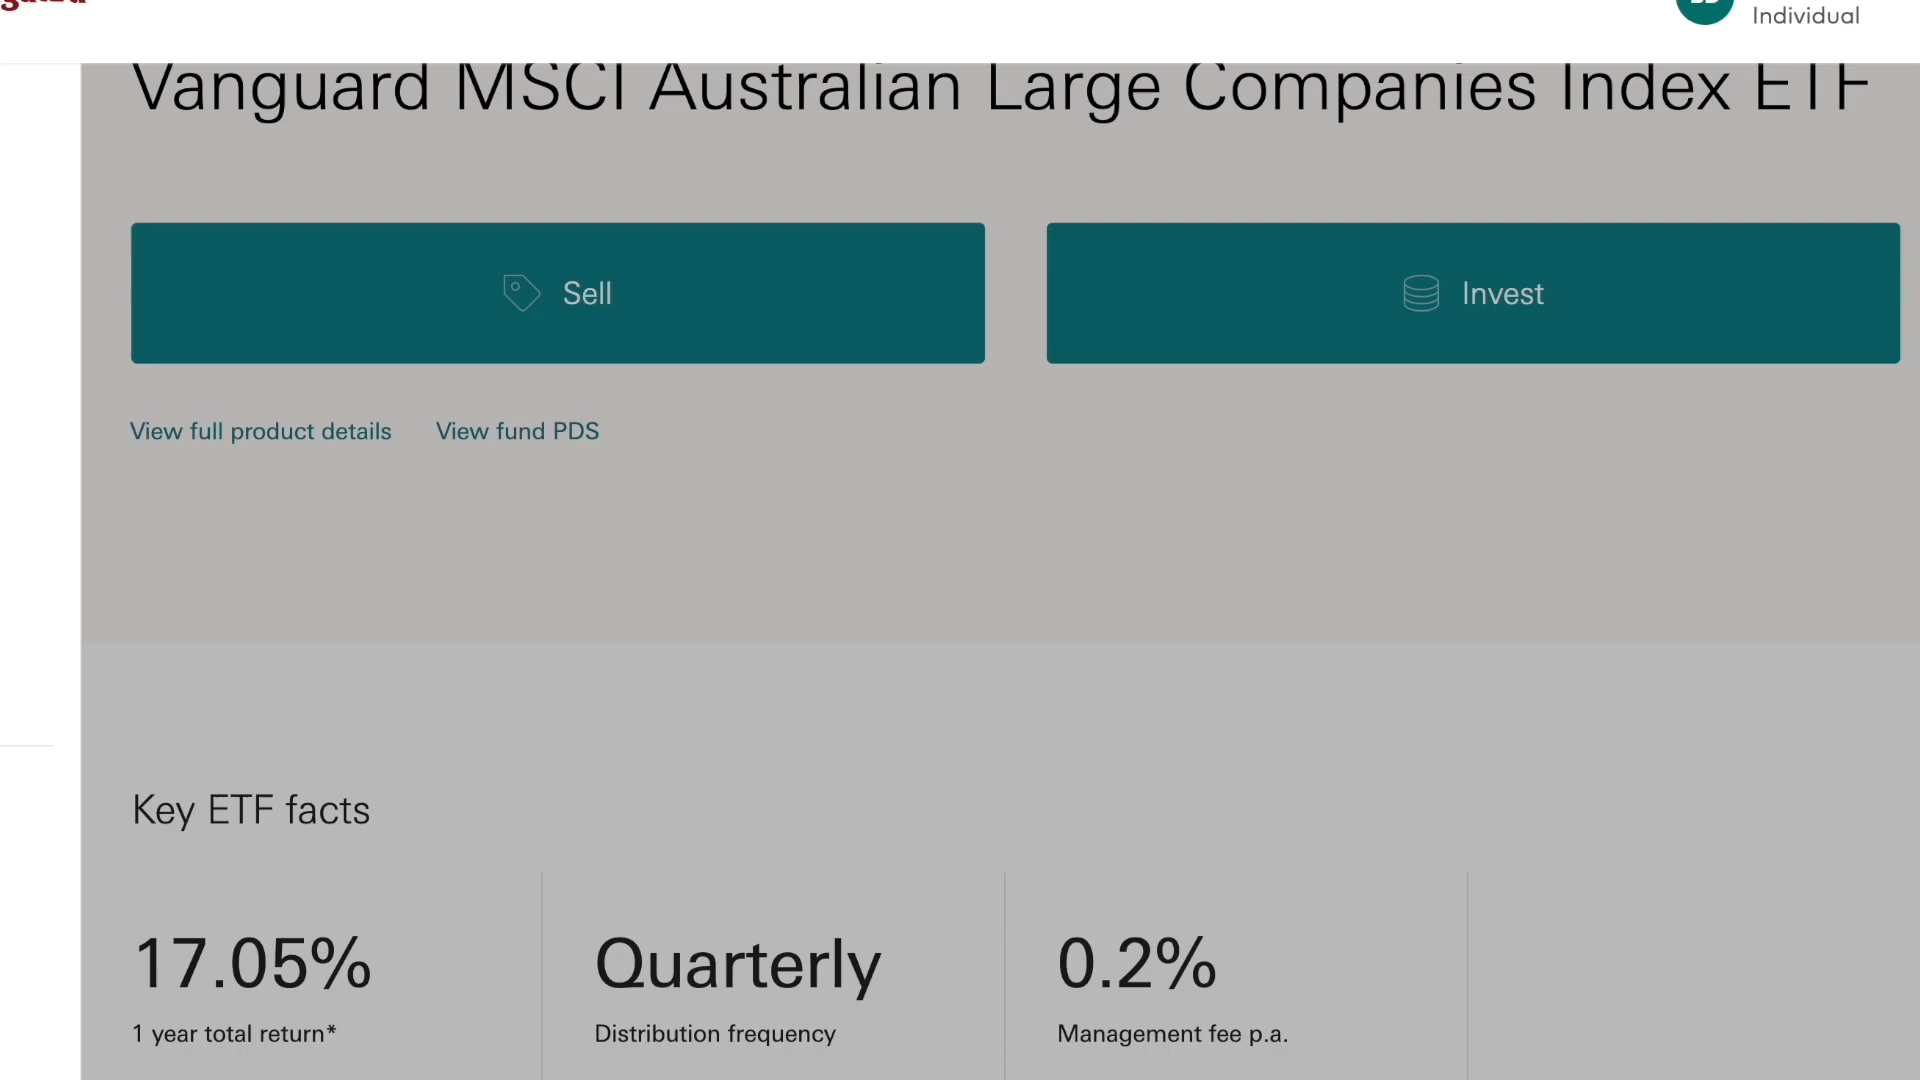 Individual
Vanguard MSCI Australian Large Companies Index ETF
Sell
Invest
View full product details
View fund PDS
Key ETF facts
17.05%
Quarterly
0.2%
1 year total return*
Distribution frequency
Management fee p.a.